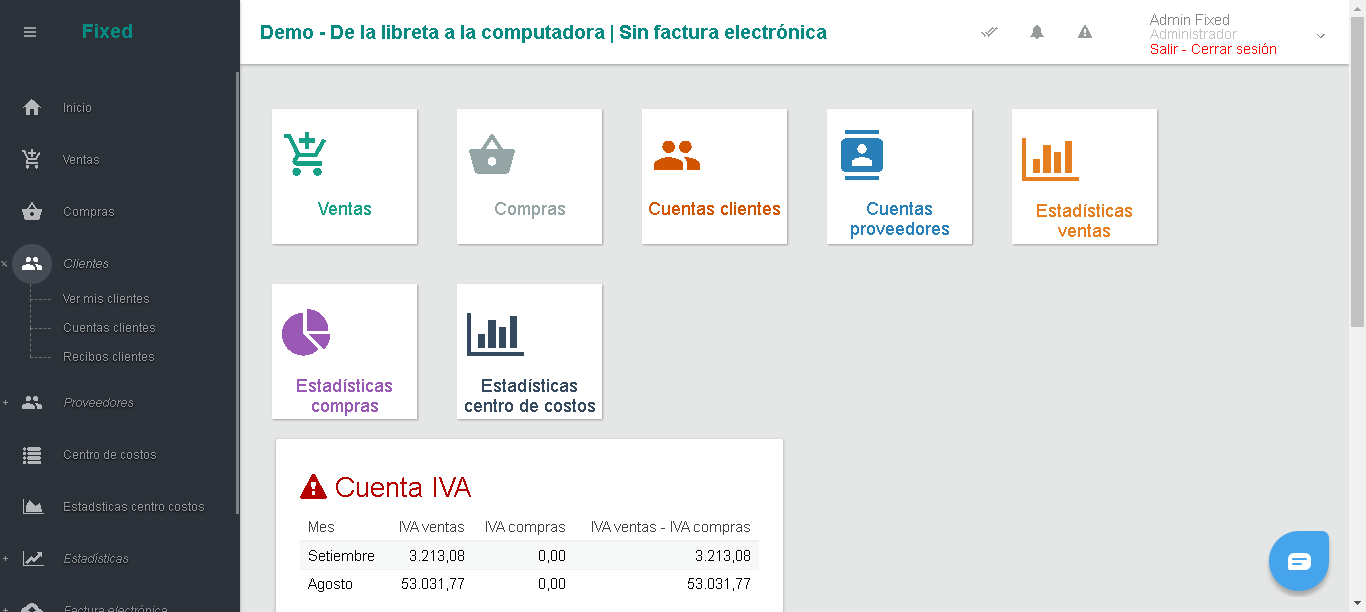 Fixed
Demo - De la libreta a la computadora | Sin factura electrónica
Admin Fixed
Administrador
Salir - Cerrar sesión
Inicio
Ventas
Compras
Clientes
Ver mis clientes
Cuentas clientes
Recibos clientes
Proveedores
Centro de costos
Estadsticas centro costos
Estadísticas
Factura electrónica
Ventas
Compras
Cuentas clientes
Cuentas
proveedores
Estadísticas
ventas
Estadísticas
compras
Estadísticas
centro de costos
Cuenta IVA
Mes IVA ventas IVA compras IVA ventas - IVA compras
Setiembre 3.213,08 0,00 3.213,08
Agosto 53.031,77 0,00 53.031,77